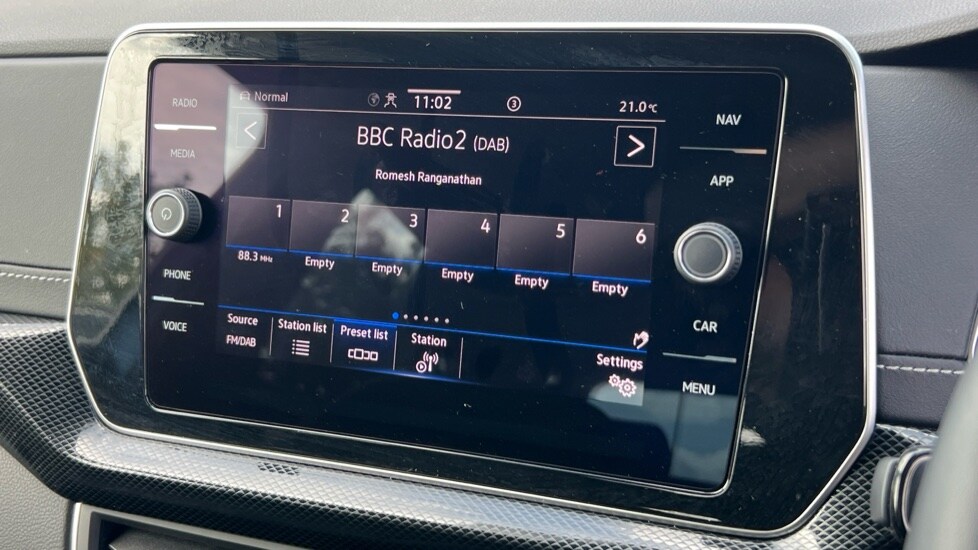 RADIO
MEDIA
PHONE
VOICE
Normal
11:02
3
21.0°C
BBC Radio2 (DAB)
Romesh Ranganathan
1 2 3 4 5 6
88.3 MHz Empty Empty Empty Empty Empty
Source Station list Preset list Station Settings
FM/DAB
NAV
APP
CAR
MENU